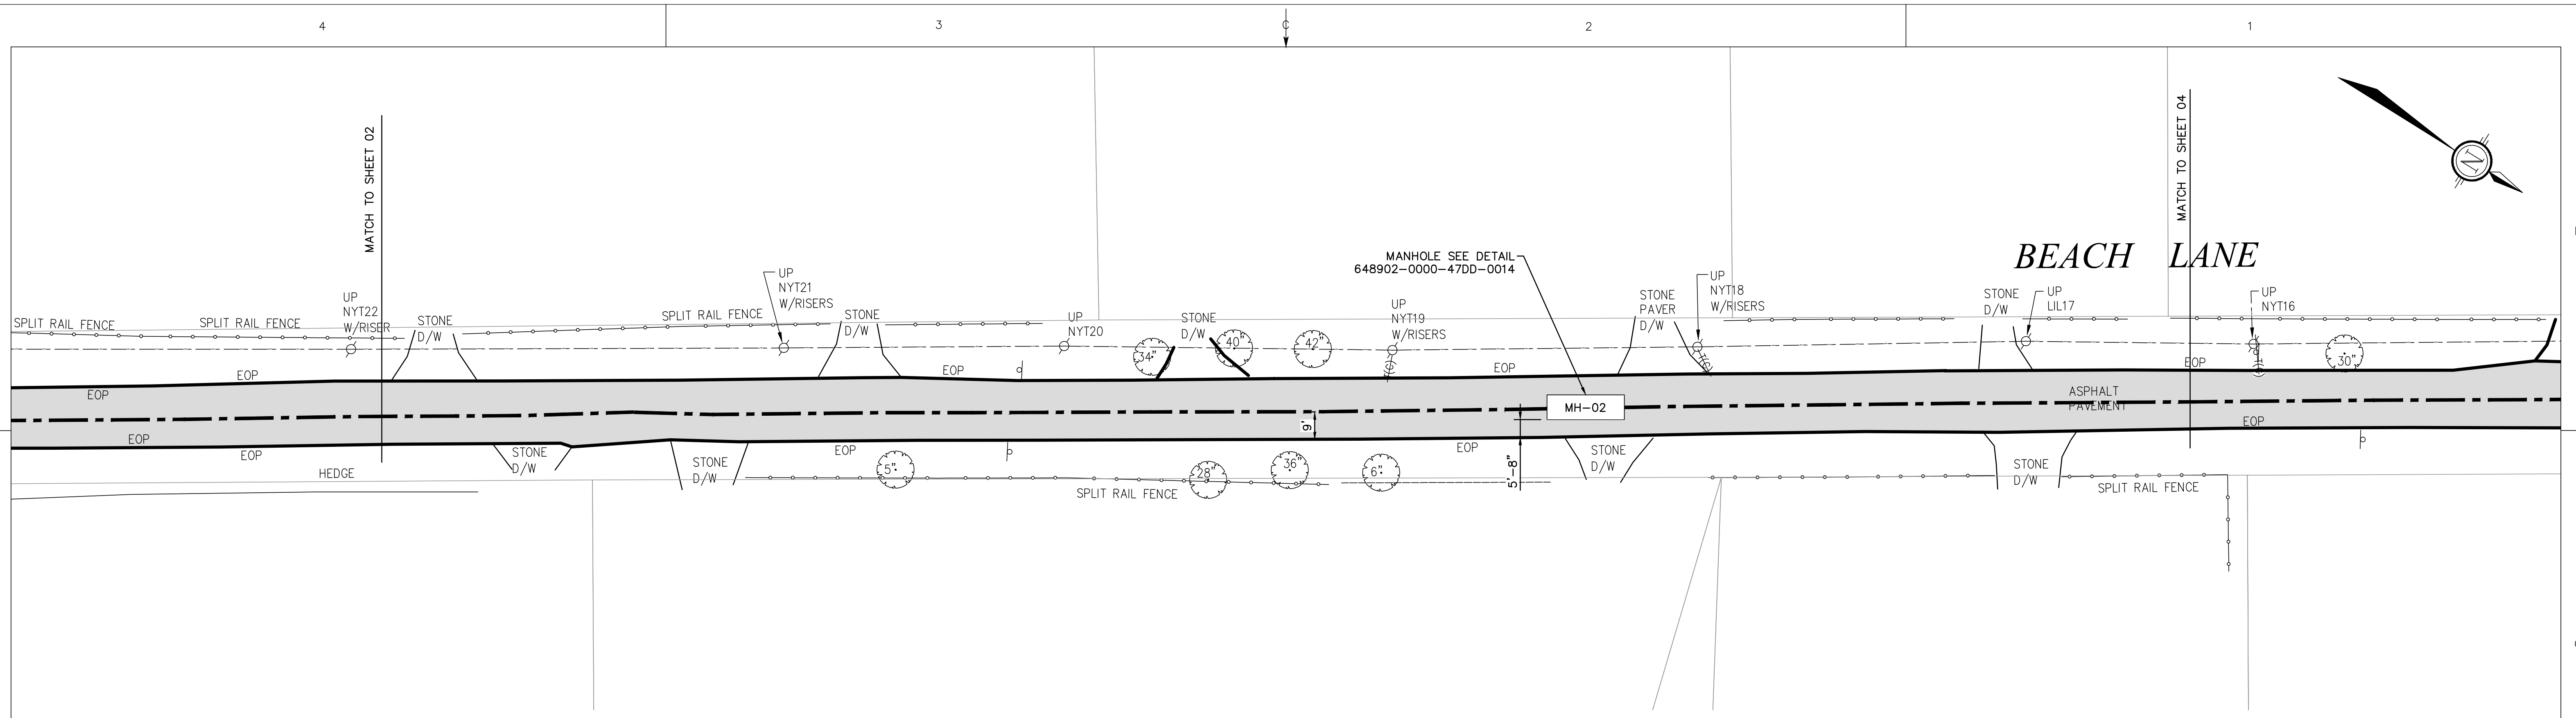 4
3
C
2
1
MATCH TO SHEET 02
MATCH TO SHEET 04
N
BEACH LANE
MANHOLE SEE DETAIL
648902-0000-47DD-0014
UP
NYT22
W/RISER
UP
NYT21
W/RISERS
UP
NYT20
UP
NYT19
W/RISERS
UP
NYT18
W/RISERS
UP
LIL17
UP
NYT16
SPLIT RAIL FENCE
SPLIT RAIL FENCE
STONE
D/W
SPLIT RAIL FENCE
STONE
D/W
STONE
D/W
STONE
PAVER
D/W
STONE
D/W
34"
40"
42"
30"
T(C)
T(C)
T(C)
EOP
EOP
EOP
EOP
EOP
ASPHALT
PAVEMENT
MH-02
9'
5'-8"
EOP
EOP
EOP
EOP
EOP
HEDGE
STONE
D/W
STONE
D/W
5"
28"
36"
6"
SPLIT RAIL FENCE
STONE
D/W
STONE
D/W
SPLIT RAIL FENCE